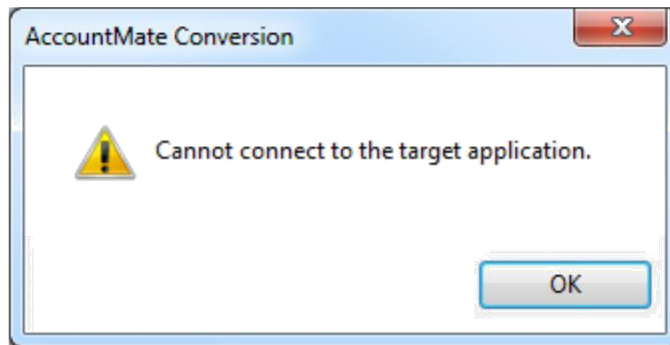 AccountMate Conversion
Cannot connect to the target application.
OK